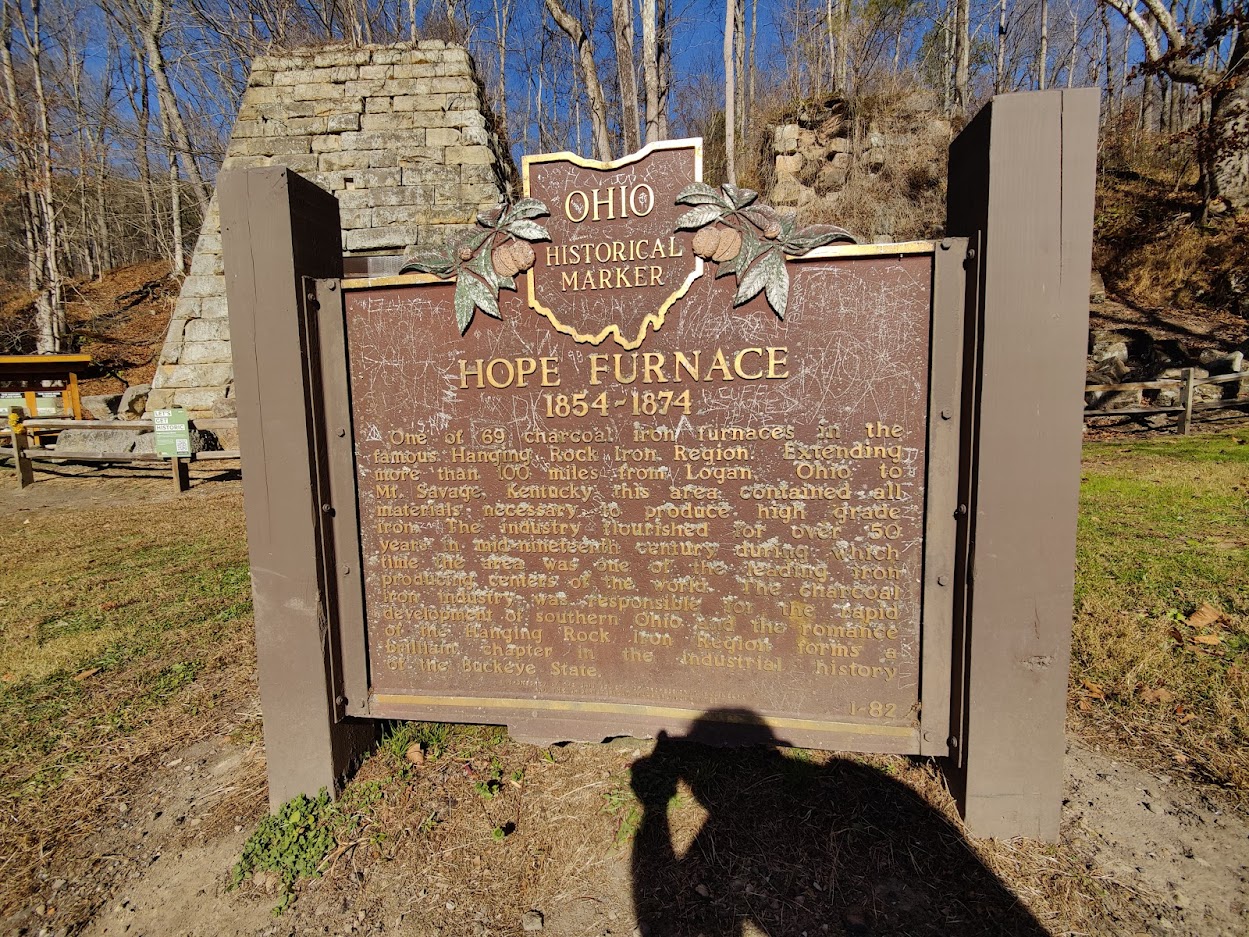 OHIO
HISTORICAL
MARKER
HOPE FURNACE
1854-1874
One of 69 charcoal iron furnaces in the
famous Hanging Rock Iron Region. Extending
more than 100 miles from Logan, Ohio to
Mt. Savage, Kentucky, this area contained all
materials necessary to produce high grade
iron. The industry flourished for over 50
years in mid-nineteenth century during which
time the area was one of the leading iron
producing centers of the world. The charcoal
iron industry was responsible for the rapid
development of southern Ohio and the romance
of the Hanging Rock Iron Region forms a
brilliant chapter in the industrial history
of the Buckeye State.
1-82
LET'S
GET
HISTORIC